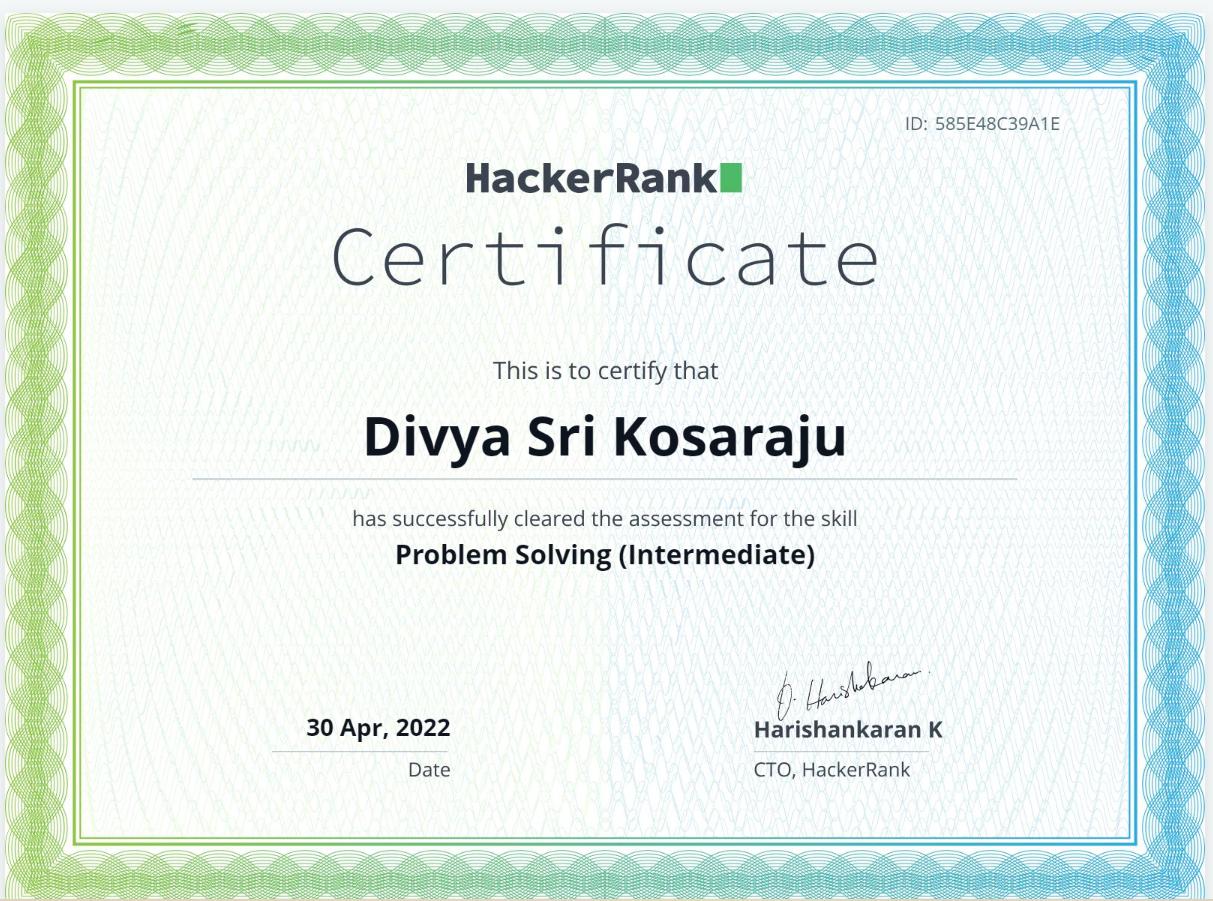 ID: 585E48C39A1E
HackerRank
Certificate
This is to certify that
Divya Sri Kosaraju
has successfully cleared the assessment for the skill
Problem Solving (Intermediate)
D. Harishankaran
30 Apr, 2022
Harishankaran K
Date
CTO, HackerRank